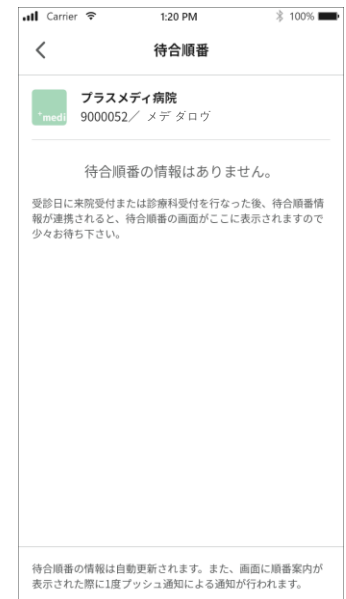 Carrier 1:20 PM 100%
待合順番
プラスメディ病院
+medi 9000052／ メデ ダロヴ
待合順番の情報はありません。
受診日に来院受付または診療科受付を行なった後、待合順番情
報が連携されると、待合順番の画面がここに表示されますので
少々お待ち下さい。
待合順番の情報は自動更新されます。また、画面に順番案内が
表示された際に1度プッシュ通知による通知が行われます。